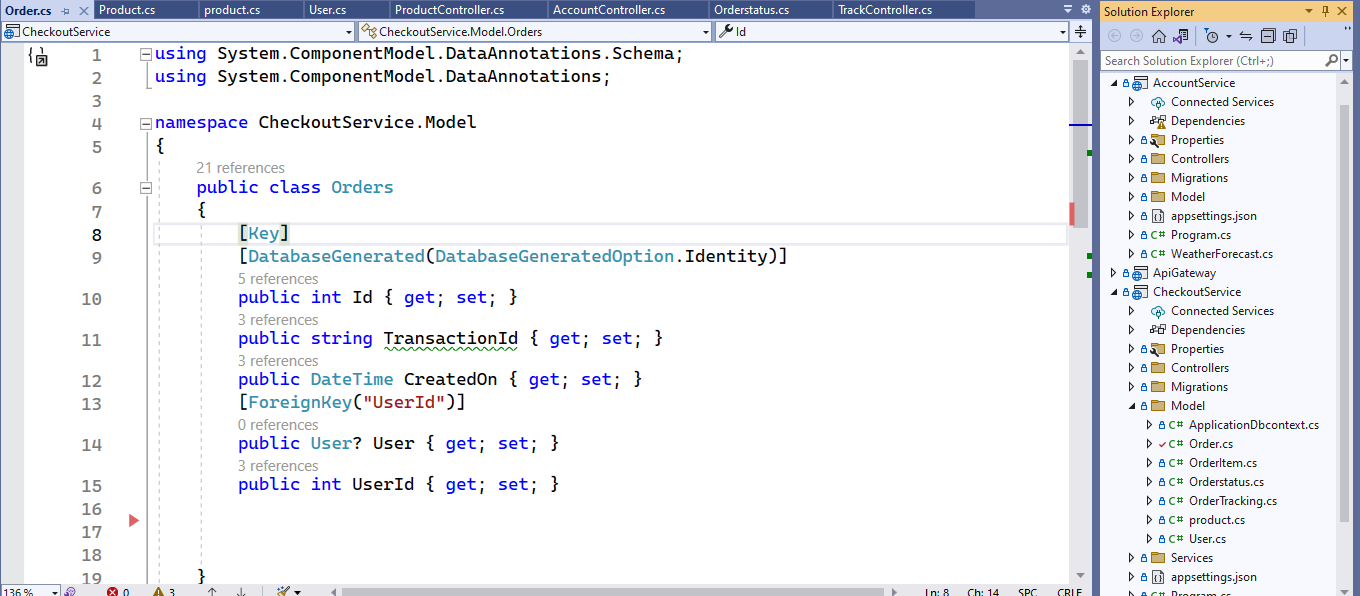 Order.cs
Product.cs
product.cs
User.cs
ProductController.cs
AccountController.cs
Orderstatus.cs
TrackController.cs
CheckoutService
CheckoutService.Model.Orders
Id
1 using System.ComponentModel.DataAnnotations.Schema;
2 using System.ComponentModel.DataAnnotations;
3
4 namespace CheckoutService.Model
5 {
21 references
6 public class Orders
7 {
8 [Key]
9 [DatabaseGenerated(DatabaseGeneratedOption.Identity)]
5 references
10 public int Id { get; set; }
3 references
11 public string TransactionId { get; set; }
3 references
12 public DateTime CreatedOn { get; set; }
13 [ForeignKey("UserId")]
0 references
14 public User? User { get; set; }
3 references
15 public int UserId { get; set; }
16
17
18
19 }
136 %
0
3
Ln: 8 Ch: 14 SPC CRLF
Solution Explorer
Search Solution Explorer (Ctrl+;)
AccountService
Connected Services
Dependencies
Properties
Controllers
Migrations
Model
appsettings.json
C# Program.cs
C# WeatherForecast.cs
ApiGateway
CheckoutService
Connected Services
Dependencies
Properties
Controllers
Migrations
Model
C# ApplicationDbcontext.cs
C# Order.cs
C# OrderItem.cs
C# Orderstatus.cs
C# OrderTracking.cs
C# product.cs
C# User.cs
Services
appsettings.json
C# Program.cs